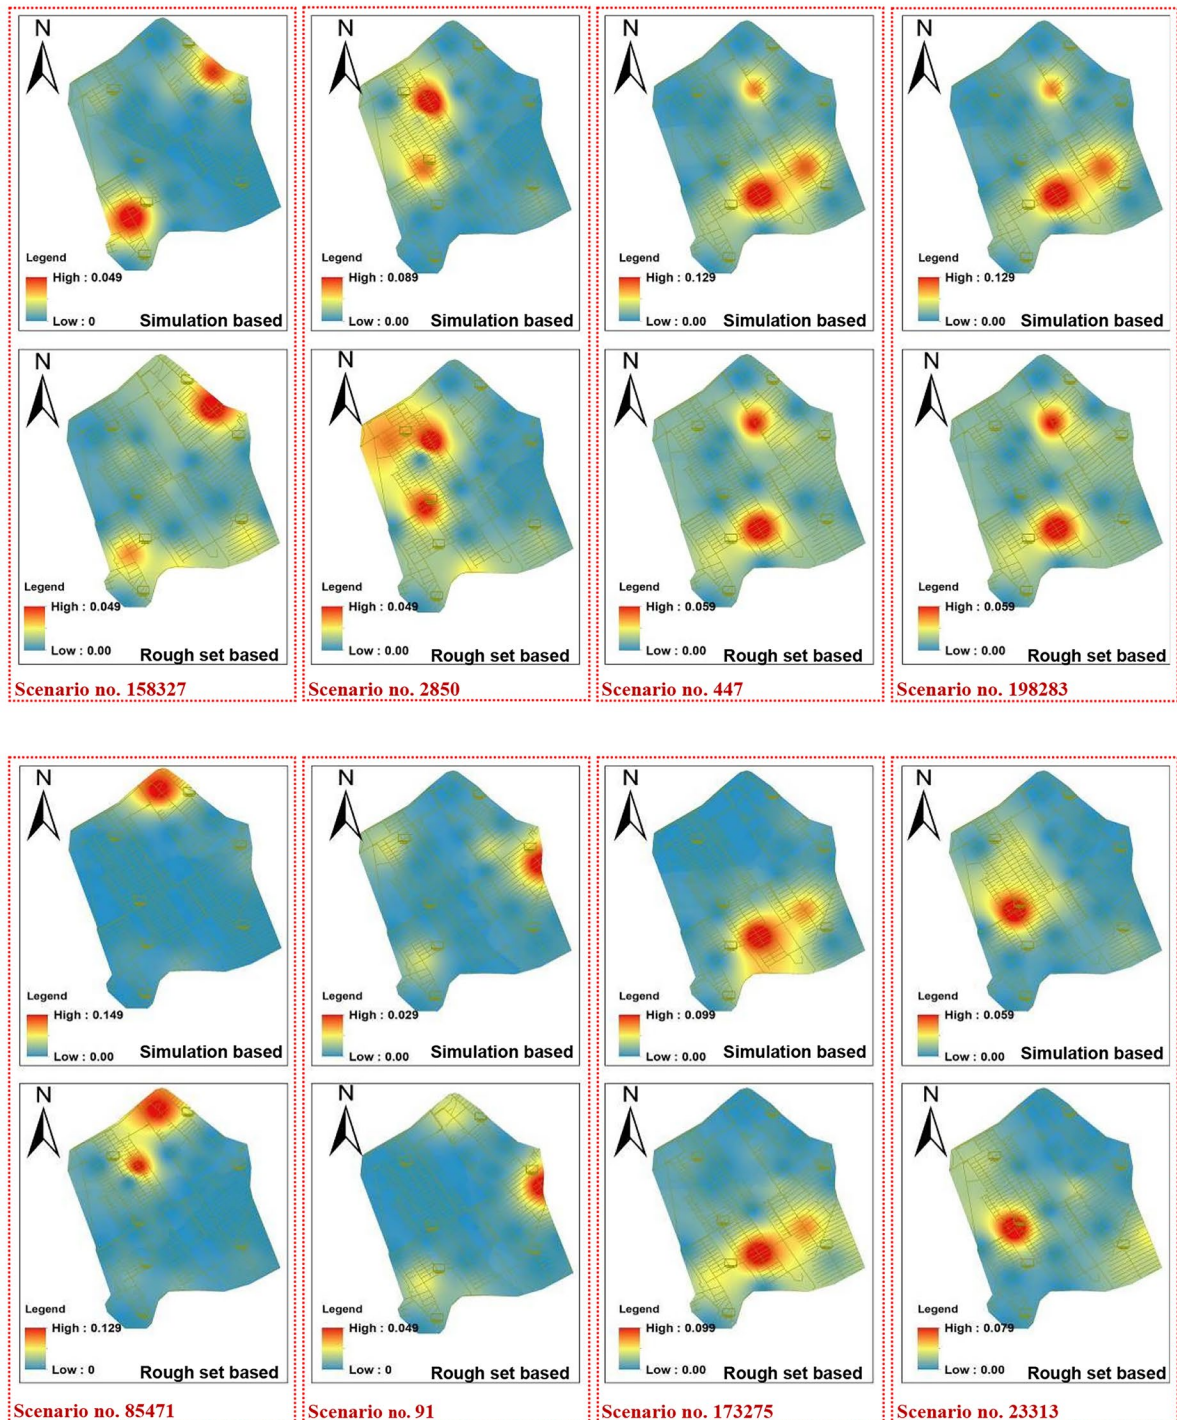 N
Legend
High : 0.049
Low : 0
Simulation based
N
Legend
High : 0.049
Low : 0.00
Rough set based
Scenario no. 158327
N
Legend
High : 0.089
Low : 0.00
Simulation based
N
Legend
High : 0.049
Low : 0.00
Rough set based
Scenario no. 2850
N
Legend
High : 0.129
Low : 0.00
Simulation based
N
Legend
High : 0.059
Low : 0.00
Rough set based
Scenario no. 447
N
Legend
High : 0.129
Low : 0.00
Simulation based
N
Legend
High : 0.059
Low : 0.00
Rough set based
Scenario no. 198283
N
Legend
High : 0.149
Low : 0.00
Simulation based
N
Legend
High : 0.129
Low : 0
Rough set based
Scenario no. 85471
N
Legend
High : 0.029
Low : 0.00
Simulation based
N
Legend
High : 0.049
Low : 0
Rough set based
Scenario no. 91
N
Legend
High : 0.099
Low : 0.00
Simulation based
N
Legend
High : 0.099
Low : 0.00
Rough set based
Scenario no. 173275
N
Legend
High : 0.059
Low : 0.00
Simulation based
N
Legend
High : 0.079
Low : 0.00
Rough set based
Scenario no. 23313